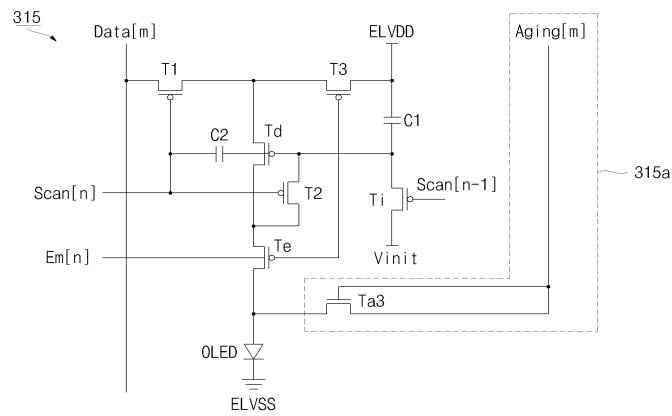 315
Data[m]
ELVDD
Aging[m]
T1
T3
C1
C2
Td
315a
Scan[n]
T2
Ti
Scan[n-1]
Em[n]
Te
Vinit
Ta3
OLED
ELVSS